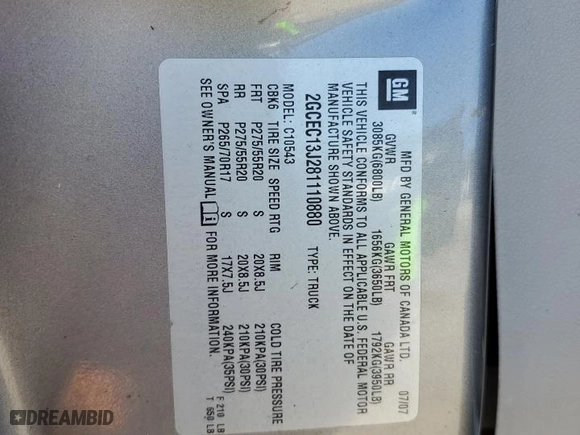 GM
®
MFD BY GENERAL MOTORS OF CANADA LTD. 07/07
GVWR GAWR FRT GAWR RR
3085KG(6800LB) 1656KG(3650LB) 1792KG(3950LB)
THIS VEHICLE CONFORMS TO ALL APPLICABLE U.S. FEDERAL MOTOR
VEHICLE SAFETY STANDARDS IN EFFECT ON THE DATE OF
MANUFACTURE SHOWN ABOVE.
2GCEC13J281110880 TYPE: TRUCK
MODEL: C10543
CBK6 TIRE SIZE SPEED RTG RIM COLD TIRE PRESSURE
FRT P275/55R20 S 20X8.5J 210KPA(30PSI)
RR P275/55R20 S 20X8.5J 210KPA(30PSI)
SPA P265/70R17 S 17X7.5J 240KPA(35PSI)
SEE OWNER'S MANUAL FOR MORE INFORMATION.
F 210 LB
T 650 LB
DREAMBID